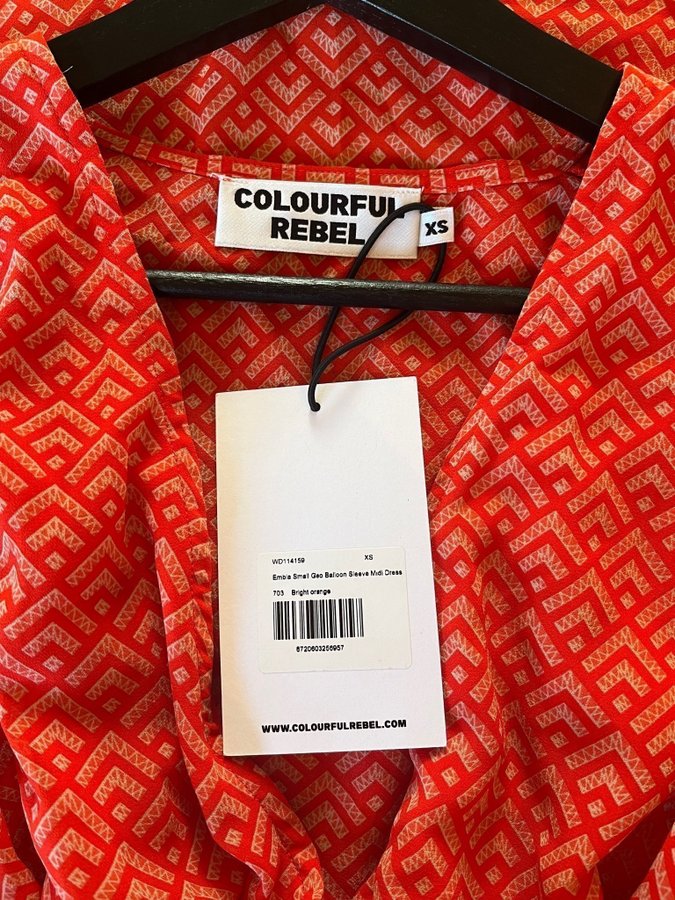 COLOURFUL
REBEL
XS
WD114159 XS
Embla Small Geo Balloon Sleeve Midi Dress
703 Bright orange
8720603256957
WWW.COLOURFULREBEL.COM